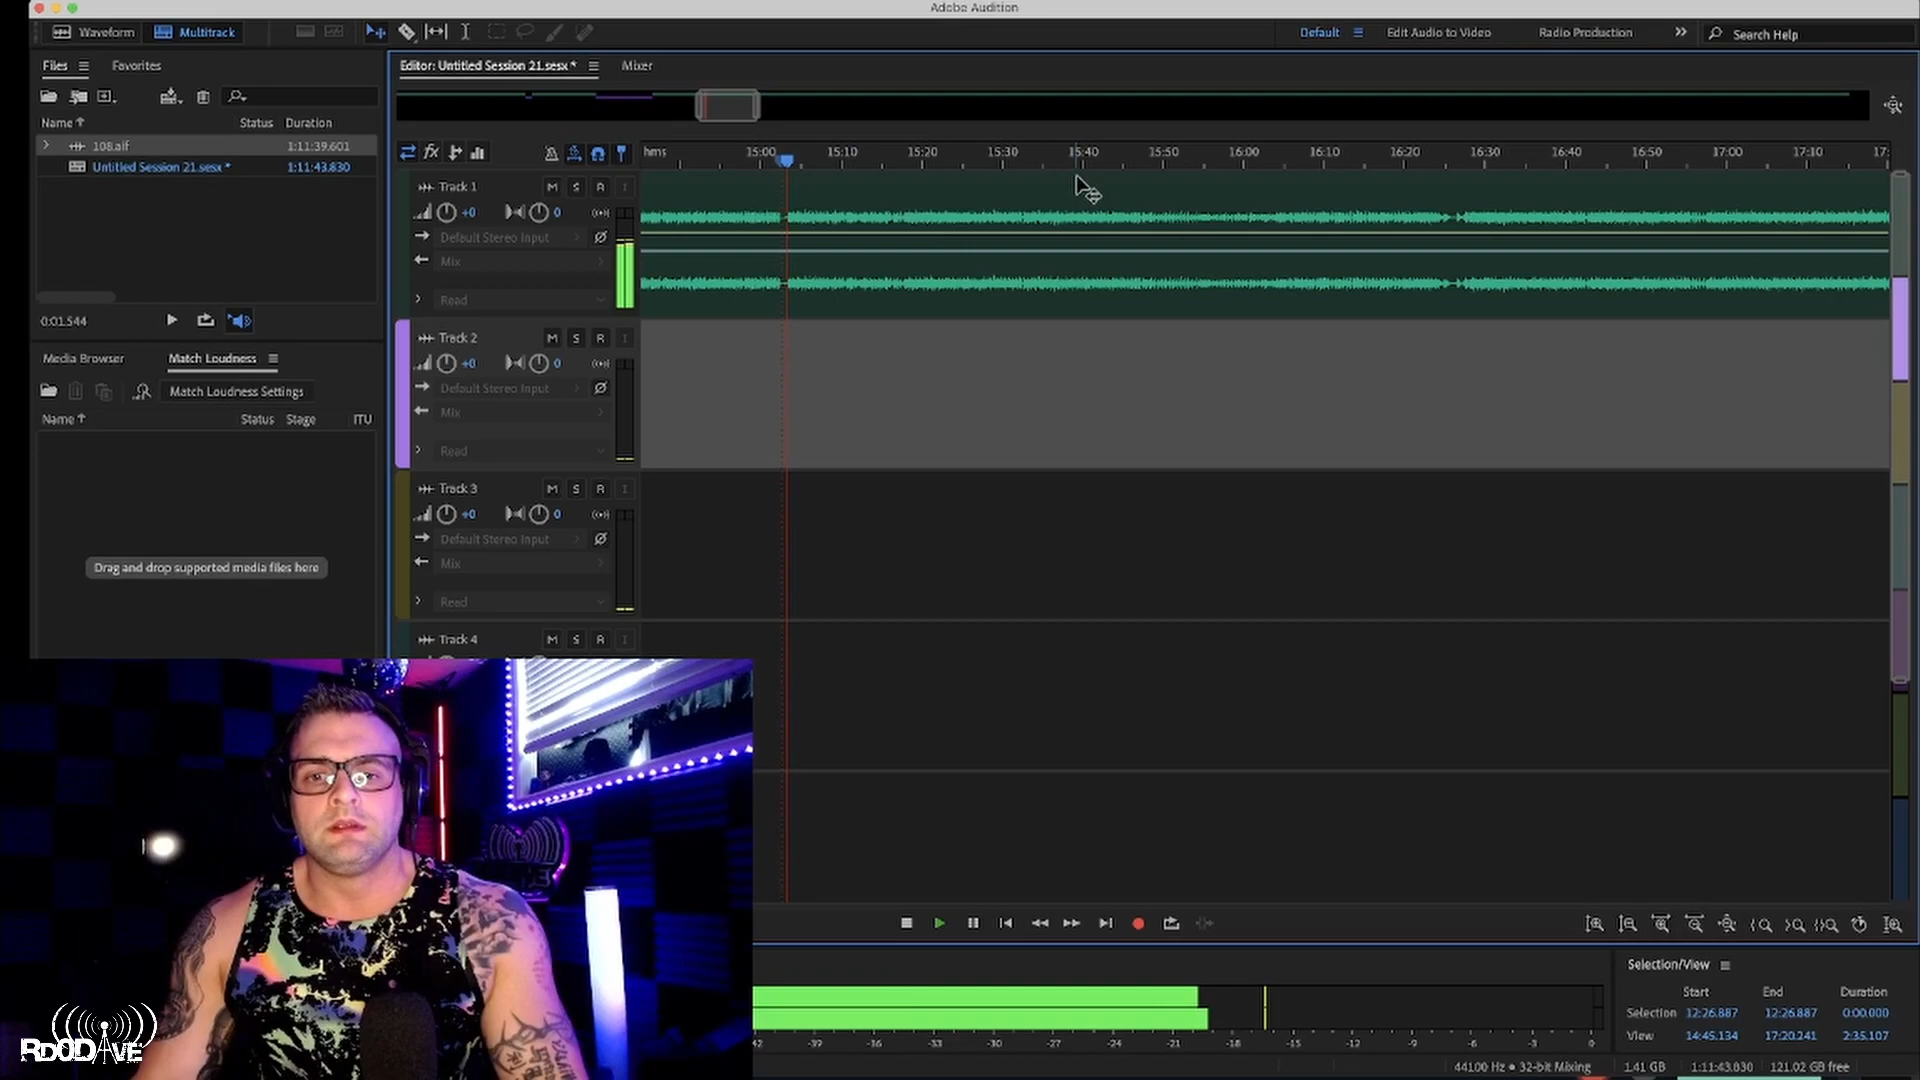 Adobe Audition
Waveform Multitrack Default Edit Audio to Video Radio Production Search Help
Files Favorites Editor: Untitled Session 21.sesx * Mixer
Name Status Duration
108.aif 1:11:39.601
Untitled Session 21.sesx * 1:11:43.830
hms 15:00 15:10 15:20 15:30 15:40 15:50 16:00 16:10 16:20 16:30 16:40 16:50 17:00 17:10 17:
Track 1 M S R I
+0 0
Default Stereo Input
Mix
Read
0:01.544
Media Browser Match Loudness
Match Loudness Settings
Name Status Stage ITU
Drag and drop supported media files here
Track 2 M S R I
+0 0
Default Stereo Input
Mix
Read
Track 3 M S R I
+0 0
Default Stereo Input
Mix
Read
Track 4 M S R I
RDODAVE
Selection/View
Start End Duration
Selection 12:26.887 12:26.887 0:00.000
View 14:45.134 17:20.241 2:35.107
42 -39 -36 -33 -30 -27 -24 -21 -18 -15 -12 -9 -6 -3 0
44100 Hz • 32-bit Mixing 1.41 GB 1:11:43.830 121.02 GB free